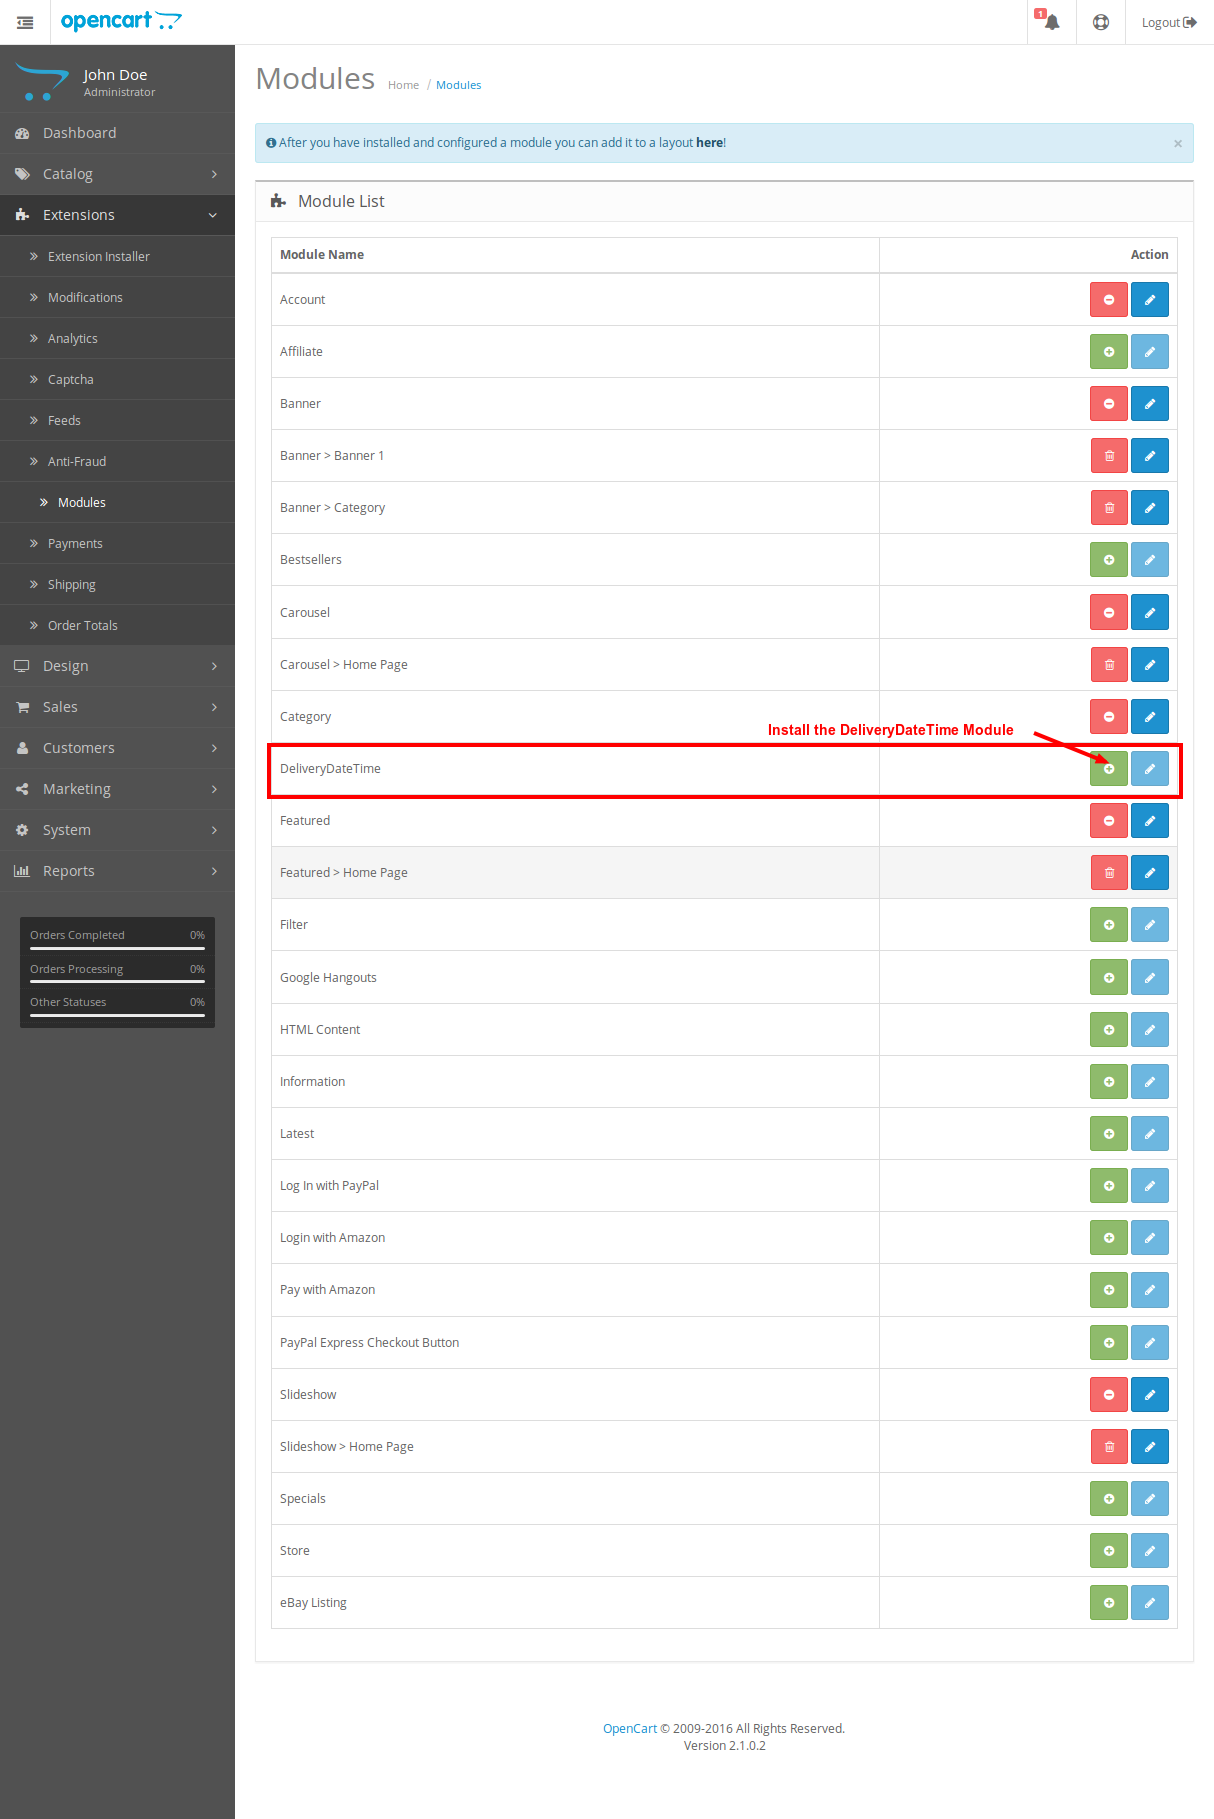 opencart
1
Logout
John Doe
Administrator
Dashboard
Catalog
Extensions
Extension Installer
Modifications
Analytics
Captcha
Feeds
Anti-Fraud
Modules
Payments
Shipping
Order Totals
Design
Sales
Customers
Marketing
System
Reports
Orders Completed 0%
Orders Processing 0%
Other Statuses 0%
Modules Home / Modules
After you have installed and configured a module you can add it to a layout here! ×
Module List
Module Name Action
Account
Affiliate
Banner
Banner > Banner 1
Banner > Category
Bestsellers
Carousel
Carousel > Home Page
Category
Install the DeliveryDateTime Module
DeliveryDateTime
Featured
Featured > Home Page
Filter
Google Hangouts
HTML Content
Information
Latest
Log In with PayPal
Login with Amazon
Pay with Amazon
PayPal Express Checkout Button
Slideshow
Slideshow > Home Page
Specials
Store
eBay Listing
OpenCart © 2009-2016 All Rights Reserved.
Version 2.1.0.2